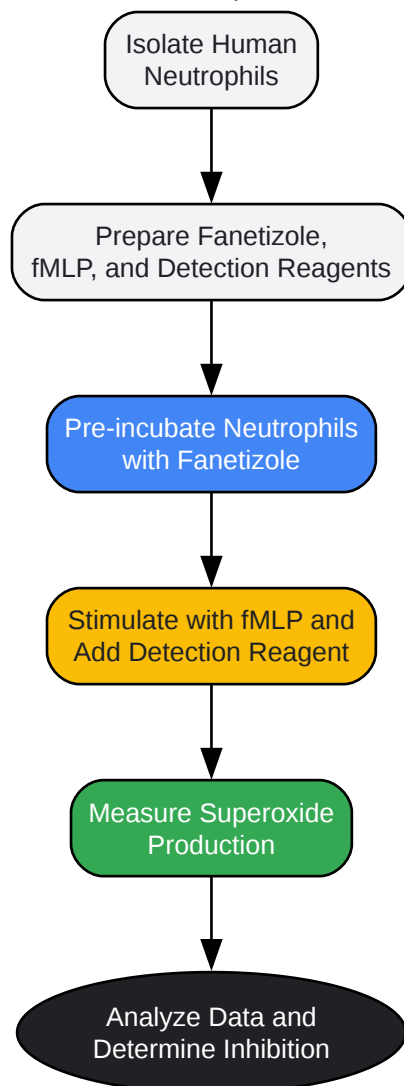 Isolate Human
Neutrophils
Prepare Fanetizole,
fMLP, and Detection Reagents
Pre-incubate Neutrophils
with Fanetizole
Stimulate with fMLP and
Add Detection Reagent
Measure Superoxide
Production
Analyze Data and
Determine Inhibition